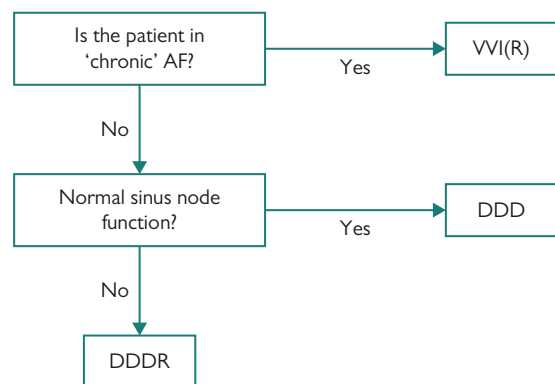 Is the patient in
‘chronic’ AF?
Yes
VVI(R)
No
Normal sinus node
function?
Yes
DDD
No
DDDR